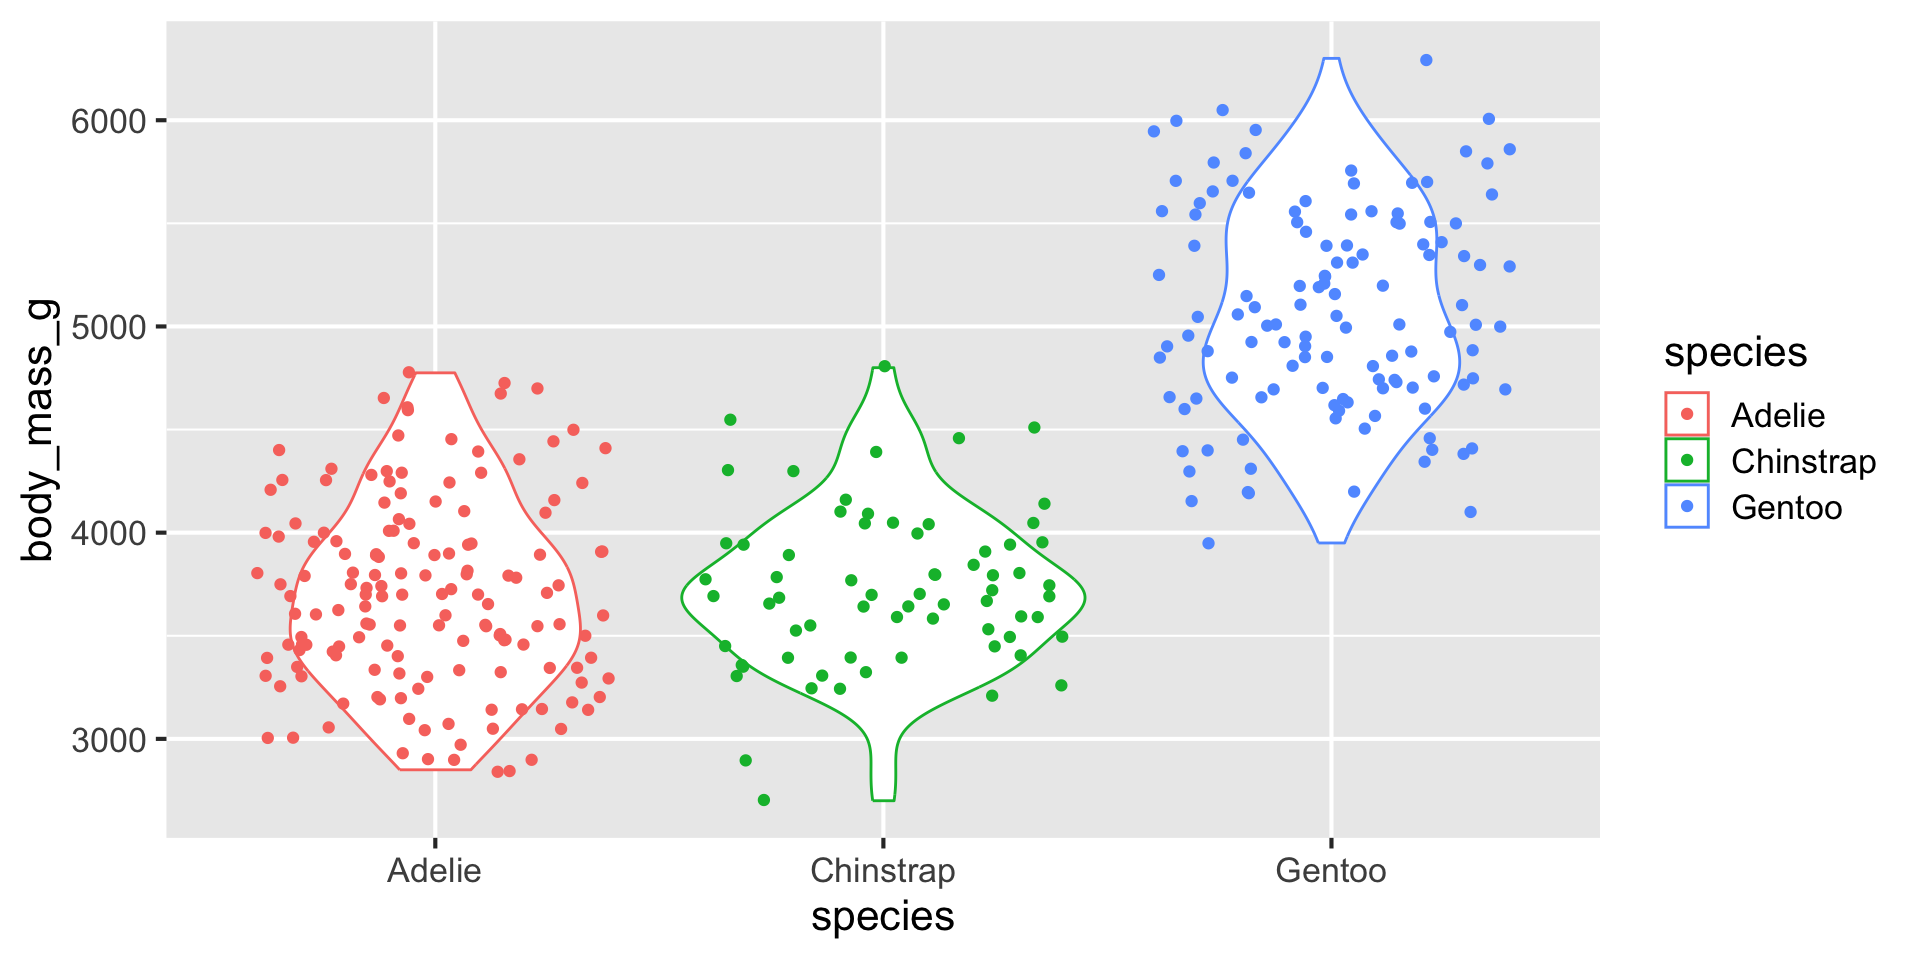 body_mass_g
6000
5000
4000
3000
Adelie
Chinstrap
Gentoo
species
species
Adelie
Chinstrap
Gentoo